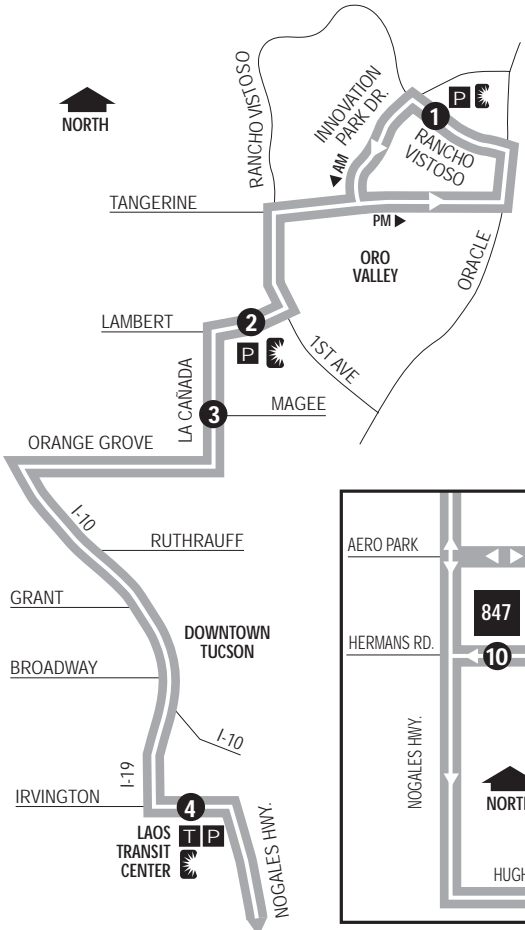 NORTH
RANCHO VISTOSO
INNOVATION
PARK DR.
AM
1
P
RANCHO
VISTOSO
TANGERINE
PM
ORO
VALLEY
ORACLE
LAMBERT
2
P
1ST AVE
LA CAÑADA
3
MAGEE
ORANGE GROVE
I-10
RUTHRAUFF
GRANT
DOWNTOWN
TUCSON
BROADWAY
I-10
I-19
IRVINGTON
4
LAOS
TRANSIT
CENTER
T P
NOGALES HWY.
AERO PARK
847
HERMANS RD.
10
NOGALES HWY.